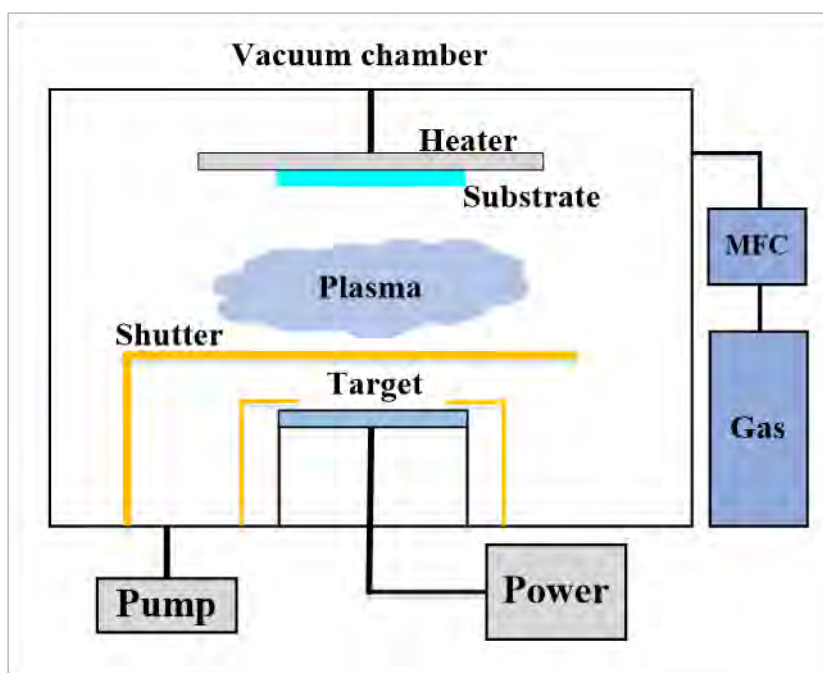 Vacuum chamber
Heater
Substrate
MFC
Plasma
Shutter
Target
Gas
Pump
Power